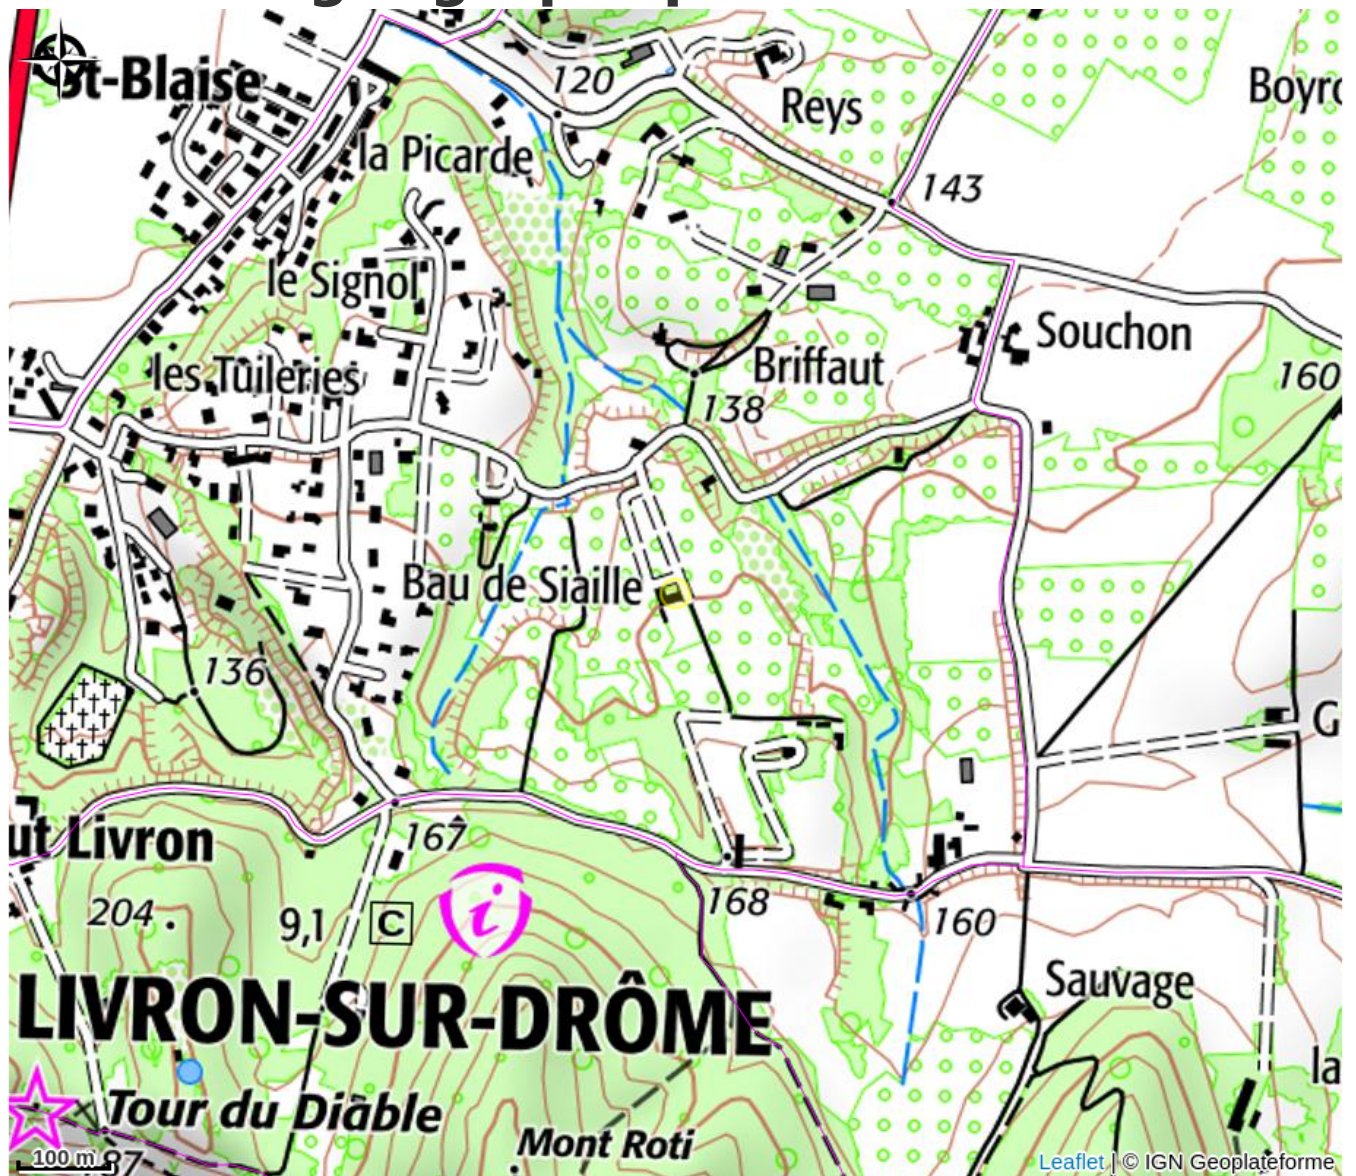 St-Blaise
120
Reys
Boyro
la Picarde
143
le Signol
Souchon
les Tuileries
Briffaut
160
138
Bau de Siaille
136
G
ut Livron
167
168
160
204
9,1
C
i
Sauvage
LIVRON-SUR-DRÔME
la
Tour du Diable
Mont Roti
100 m
87
Leaflet | © IGN Geoplateforme